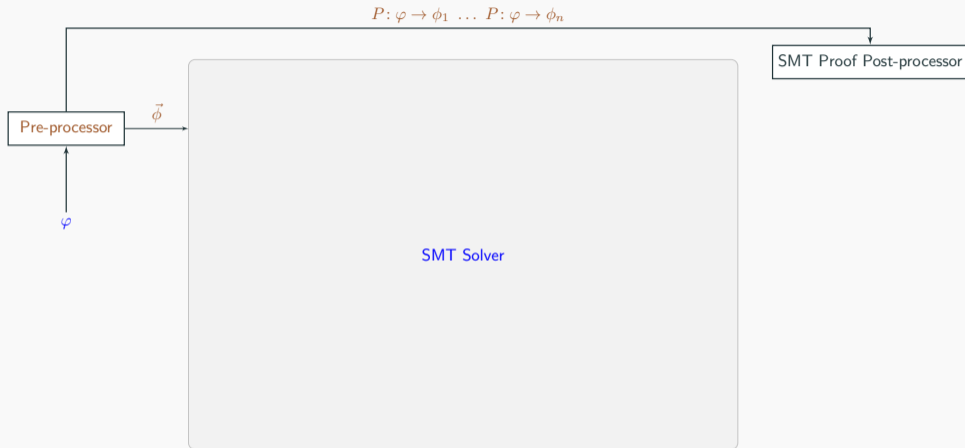 P: φ → ϕ₁ … P: φ → ϕₙ
SMT Proof Post-processor
ϕ⃗
Pre-processor
φ
SMT Solver